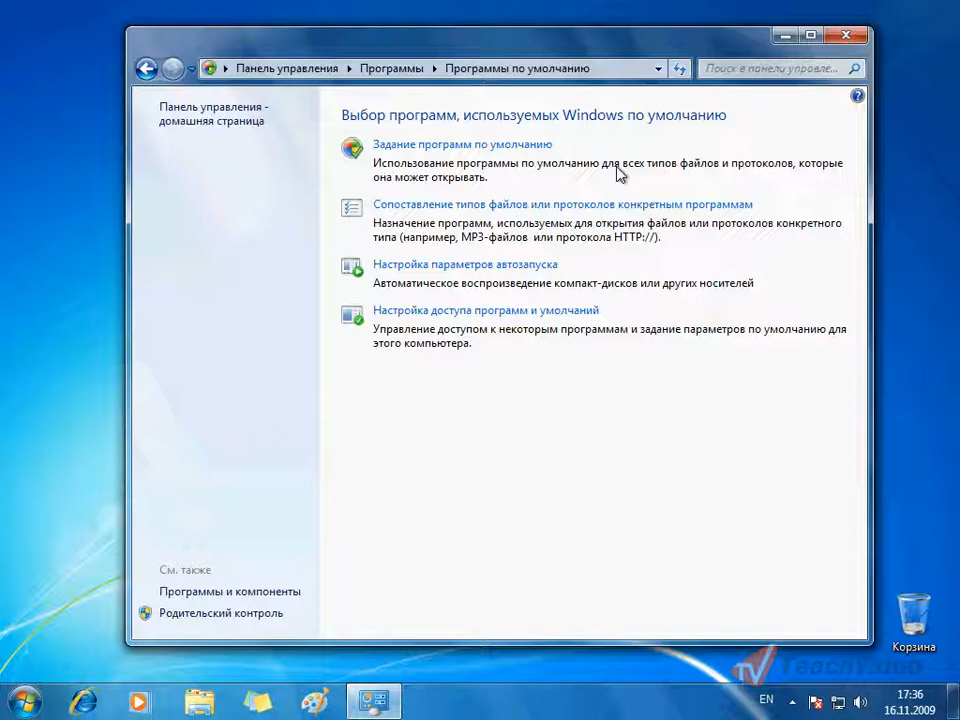 Панель управления
Программы
Программы по умолчанию
Поиск в панели управле...
Панель управления -
домашняя страница
Выбор программ, используемых Windows по умолчанию
Задание программ по умолчанию
Использование программы по умолчанию для всех типов файлов и протоколов, которые
она может открывать.
Сопоставление типов файлов или протоколов конкретным программам
Назначение программ, используемых для открытия файлов или протоколов конкретного
типа (например, MP3-файлов или протокола HTTP://).
Настройка параметров автозапуска
Автоматическое воспроизведение компакт-дисков или других носителей
Настройка доступа программ и умолчаний
Управление доступом к некоторым программам и задание параметров по умолчанию для
этого компьютера.
См. также
Программы и компоненты
Родительский контроль
Корзина
TeachVideo
EN
17:36
16.11.2009